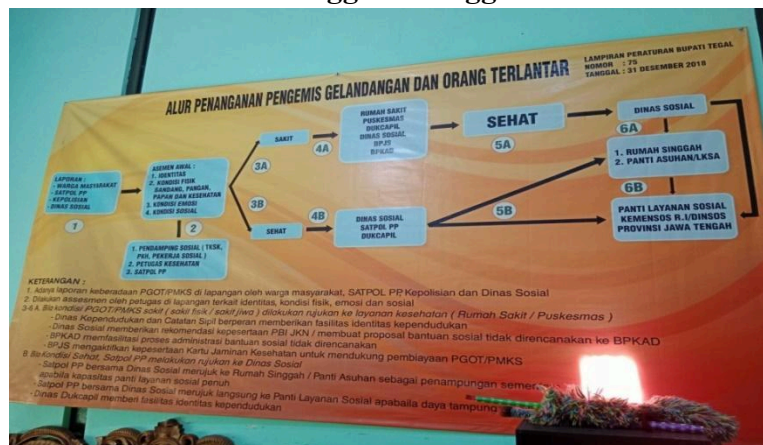 LAMPIRAN PERATURAN BUPATI TEGAL
NOMOR : 75
TANGGAL : 31 DESEMBER 2018
ALUR PENANGANAN PENGEMIS GELANDANGAN DAN ORANG TERLANTAR
LAPORAN :
- WARGA MASYARAKAT
- SATPOL PP
- KEPOLISIAN
- DINAS SOSIAL
1
ASESMEN AWAL :
1. IDENTITAS
2. KONDISI FISIK
SANDANG, PANGAN,
PAPAN DAN KESEHATAN
3. KONDISI EMOSI
4. KONDISI SOSIAL
2
1. PENDAMPING SOSIAL (TKSK,
PKH, PEKERJA SOSIAL)
2. PETUGAS KESEHATAN
3. SATPOL PP
3A
SAKIT
4A
RUMAH SAKIT
PUSKESMAS
DUKCAPIL
DINAS SOSIAL
BPJS
BPKAD
SEHAT
5A
DINAS SOSIAL
6A
1. RUMAH SINGGAH
2. PANTI ASUHAN/LKSA
6B
PANTI LAYANAN SOSIAL
KEMENSOS R.I/DINSOS
PROVINSI JAWA TENGAH
3B
SEHAT
4B
DINAS SOSIAL
SATPOL PP
DUKCAPIL
5B
KETERANGAN :
1. Adanya laporan keberadaan PGOT/PMKS di lapangan oleh warga masyarakat, SATPOL PP, Kepolisian dan Dinas Sosial
2. Dilakukan assesmen oleh petugas di lapangan terkait identitas, kondisi fisik, emosi dan sosial
3-6 A. Bila kondisi PGOT/PMKS sakit ( sakit fisik / sakit jiwa ) dilakukan rujukan ke layanan kesehatan ( Rumah Sakit / Puskesmas )
- Dinas Kependudukan dan Catatan Sipil berperan memberikan fasilitas identitas kependudukan
- Dinas Sosial memberikan rekomendasi kepesertaan PBI JKN / membuat proposal bantuan sosial tidak direncanakan ke BPKAD
- BPKAD memfasilitasi proses administrasi bantuan sosial tidak direncanakan
- BPJS mengaktifkan kepesertaan Kartu Jaminan Kesehatan untuk mendukung pembiayaan PGOT/PMKS
B. Bila Kondisi Sehat, Satpol PP melakukan rujukan ke Dinas Sosial
- Satpol PP bersama Dinas Sosial merujuk ke Rumah Singgah / Panti Asuhan sebagai penampungan
apabila kapasitas panti layanan sosial penuh
- Satpol PP bersama Dinas Sosial merujuk langsung ke Panti Layanan Sosial apabaila daya tampung
- Dinas Dukcapil memberi fasilitas identitas kependudukan